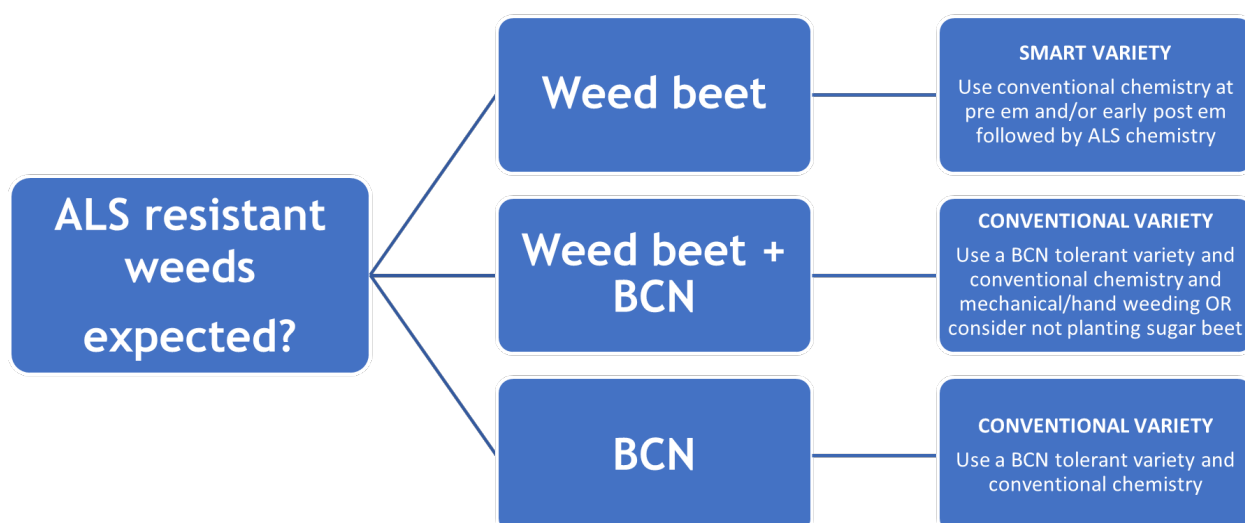 ALS resistant
weeds
expected?
Weed beet
SMART VARIETY
Use conventional chemistry at
pre em and/or early post em
followed by ALS chemistry
Weed beet +
BCN
CONVENTIONAL VARIETY
Use a BCN tolerant variety and
conventional chemistry and
mechanical/hand weeding OR
consider not planting sugar beet
BCN
CONVENTIONAL VARIETY
Use a BCN tolerant variety and
conventional chemistry